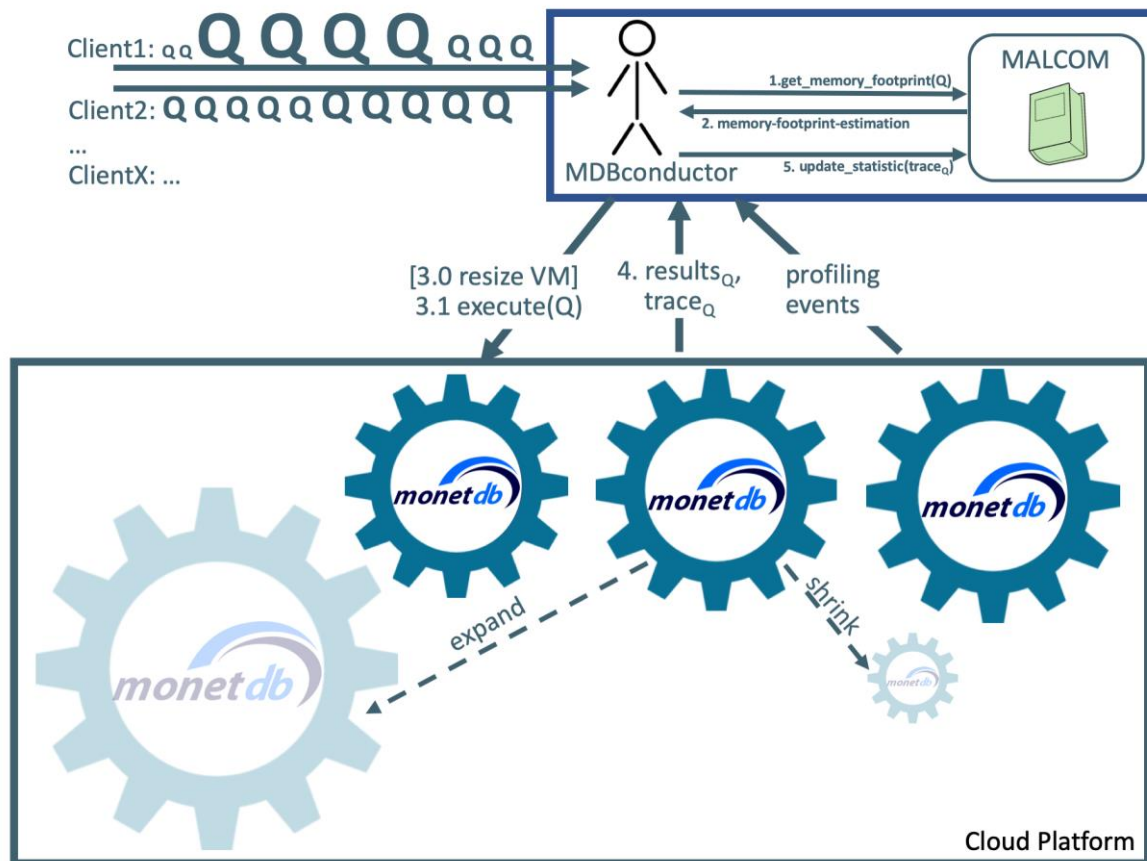 Client1: Q Q Q Q Q Q Q Q Q
Client2: Q Q Q Q Q Q Q Q Q Q
...
ClientX: ...
MALCOM
1.get_memory_footprint(Q)
2. memory-footprint-estimation
5. update_statistic(traceQ)
MDBconductor
[3.0 resize VM]
3.1 execute(Q)
4. resultsQ,
traceQ
profiling
events
monetdb
monetdb
monetdb
expand
shrink
monetdb
monetdb
Cloud Platform